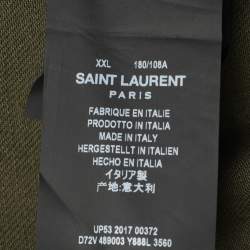 XXL 180/108A
SAINT LAURENT
PARIS
FABRIQUE EN ITALIE
PRODOTTO IN ITALIA
MADE IN ITALY
HERGESTELLT IN ITALIEN
HECHO EN ITALIA
イタリア製
产地:意大利
UP53 2017 00372
D72V 489003 Y888L 3560